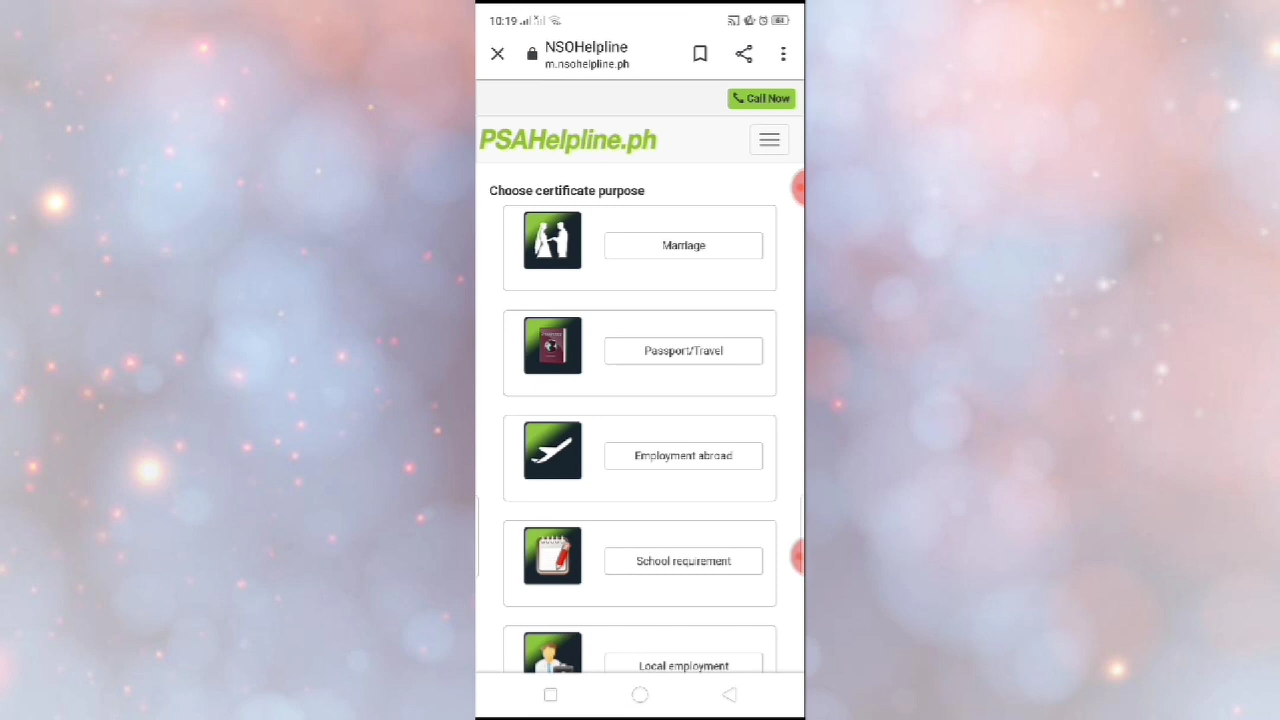 10:19
NSOHelpline
m.nsohelpline.ph
Call Now
PSAHelpline.ph
Choose certificate purpose
Marriage
Passport/Travel
Employment abroad
School requirement
Local employment